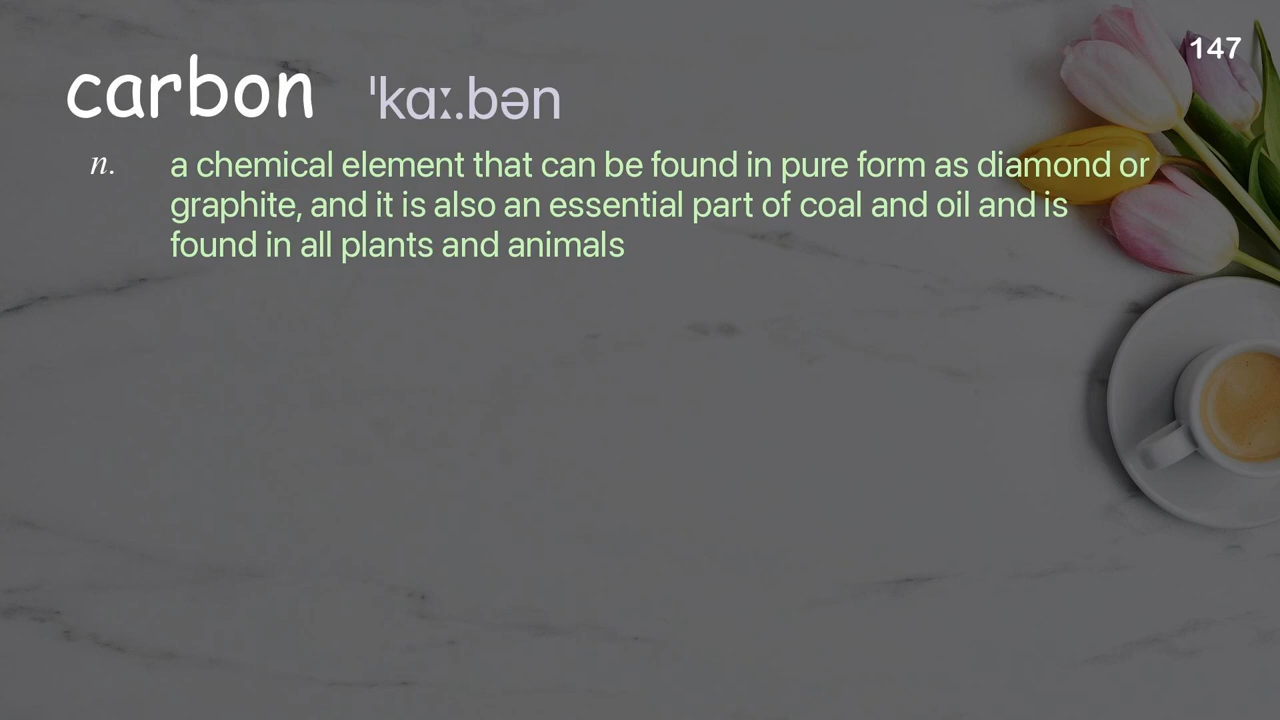 147
carbon ˈkɑː.bən
n. a chemical element that can be found in pure form as diamond or
graphite, and it is also an essential part of coal and oil and is
found in all plants and animals